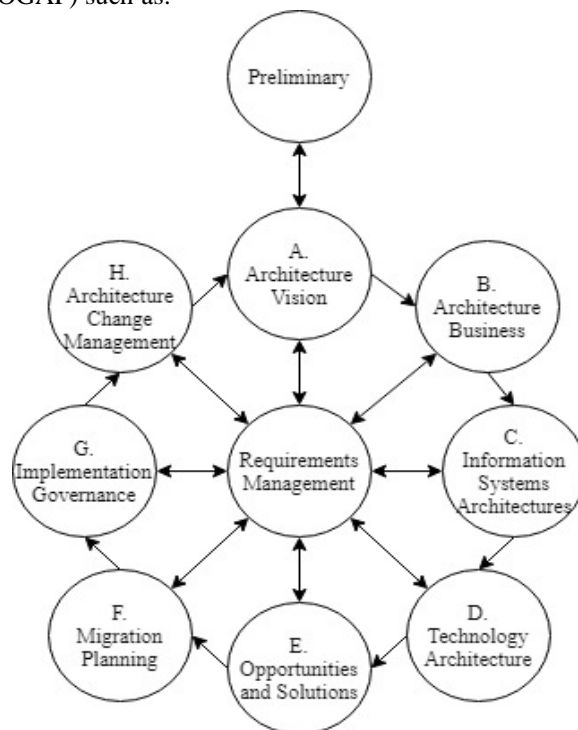 such as:
Preliminary
A.
Architecture
Vision
H.
Architecture
Change
Management
B.
Architecture
Business
G.
Implementation
Governance
Requirements
Management
C.
Information
Systems
Architectures
F.
Migration
Planning
E.
Opportunities
and Solutions
D.
Technology
Architecture